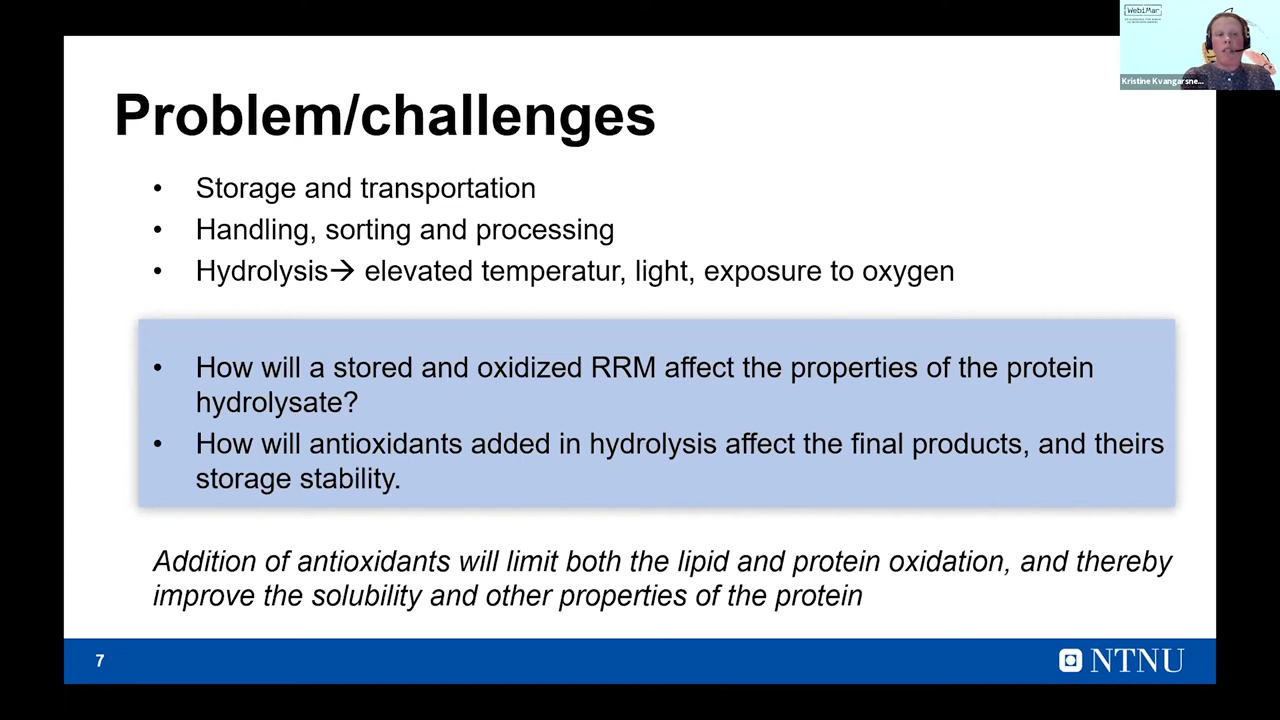 WebiMar
Kristine Kvangarsne...
Problem/challenges
• Storage and transportation
• Handling, sorting and processing
• Hydrolysis→ elevated temperatur, light, exposure to oxygen
• How will a stored and oxidized RRM affect the properties of the protein
hydrolysate?
• How will antioxidants added in hydrolysis affect the final products, and theirs
storage stability.
Addition of antioxidants will limit both the lipid and protein oxidation, and thereby
improve the solubility and other properties of the protein
7
NTNU